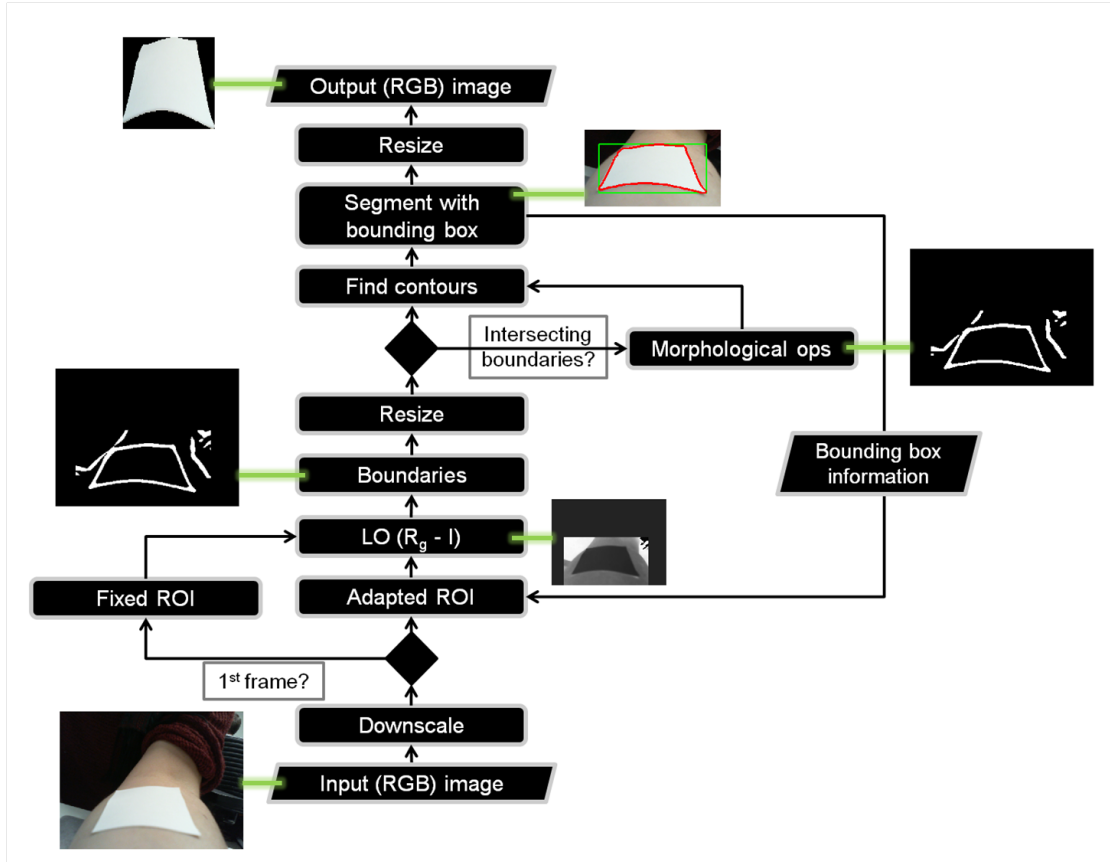 Output (RGB) image
Resize
Segment with
bounding box
Find contours
Intersecting
boundaries?
Morphological ops
Resize
Bounding box
information
Boundaries
LO (Rg - I)
Fixed ROI
Adapted ROI
1st frame?
Downscale
Input (RGB) image